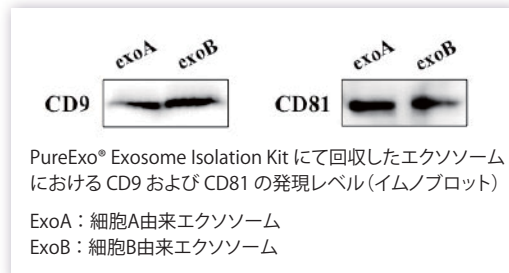 exoA exoB exoA exoB
CD9 CD81
PureExo® Exosome Isolation Kit にて回収したエクソソーム
における CD9 および CD81 の発現レベル（イムノブロット）
ExoA：細胞A由来エクソソーム
ExoB：細胞B由来エクソソーム